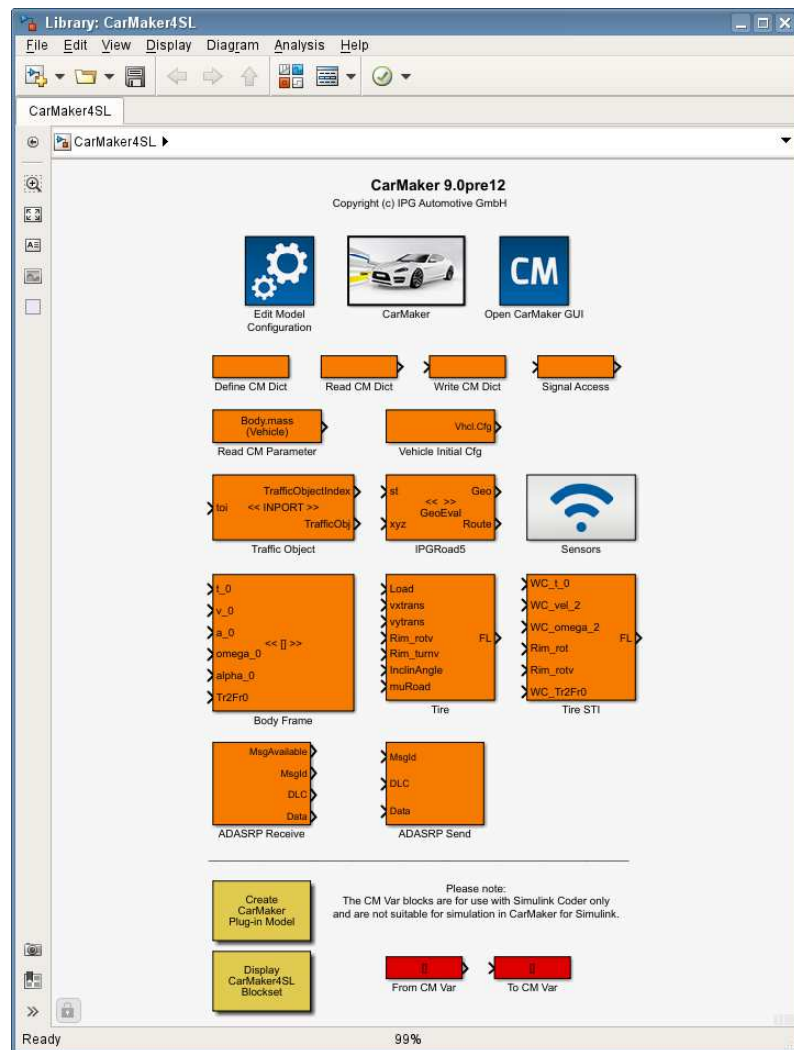 Library: CarMaker4SL
File Edit View Display Diagram Analysis Help
CarMaker4SL
CarMaker4SL
CarMaker 9.0pre12
Copyright (c) IPG Automotive GmbH
CM
Edit Model
Configuration
CarMaker
Open CarMaker GUI
Define CM Dict
Read CM Dict
Write CM Dict
Signal Access
Body.mass
(Vehicle)
Read CM Parameter
Vhcl.Cfg
Vehicle Initial Cfg
TrafficObjectIndex
toi << INPORT >>
TrafficObj
Traffic Object
st Geo
<< >>
GeoEval
xyz Route
IPGRoad5
Sensors
t_0
v_0
a_0
<< [] >>
omega_0
alpha_0
Tr2Fr0
Body Frame
Load
vxtrans
vytrans
Rim_rotv FL
Rim_turnv
InclinAngle
muRoad
Tire
WC_t_0
WC_vel_2
WC_omega_2
FL
Rim_rot
Rim_rotv
WC_Tr2Fr0
Tire STI
MsgAvailable
MsgId
DLC
Data
ADASRP Receive
MsgId
DLC
Data
ADASRP Send
Create
CarMaker
Plug-in Model
Please note:
The CM Var blocks are for use with Simulink Coder only
and are not suitable for simulation in CarMaker for Simulink.
Display
CarMaker4SL
Blockset
[]
From CM Var
[]
To CM Var
Ready 99%